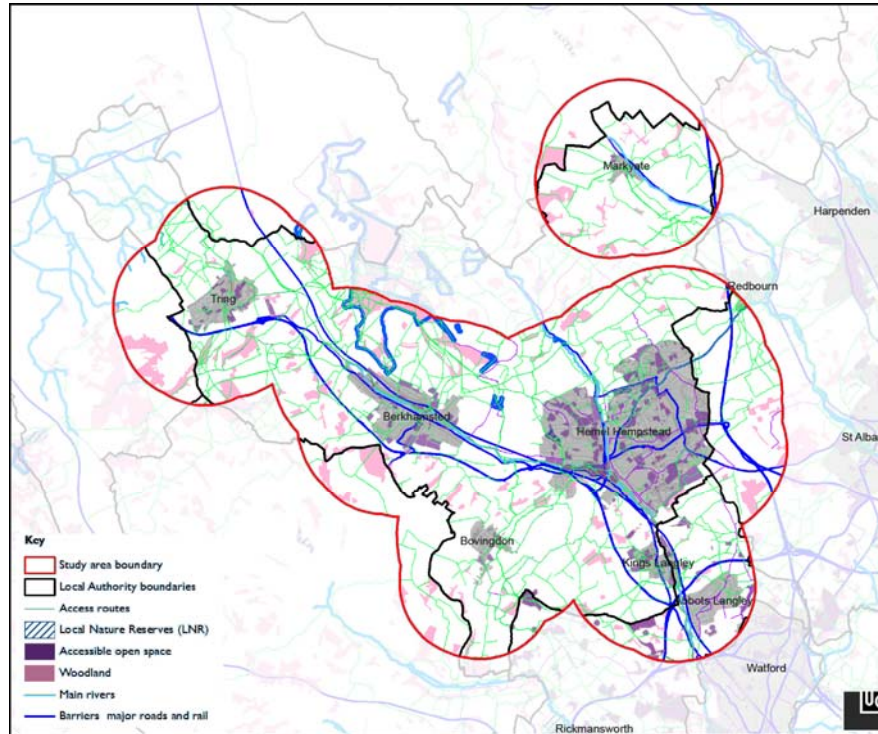 Markyate
Harpenden
Redbourn
Tring
Berkhamsted
Hemel Hempstead
St Alba
Bovingdon
Kings Langley
Abbots Langley
Watford
Rickmansworth
Key
Study area boundary
Local Authority boundaries
Access routes
Local Nature Reserves (LNR)
Accessible open space
Woodland
Main rivers
Barriers major roads and rail